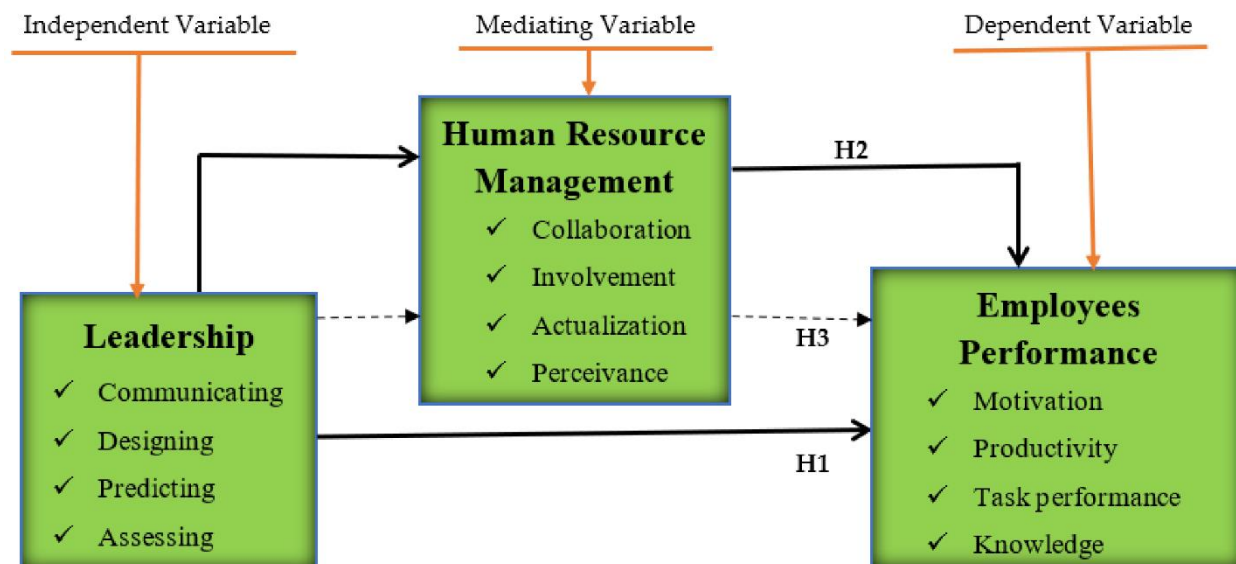 Independent Variable
Mediating Variable
Dependent Variable
Human Resource
Management
✓ Collaboration
✓ Involvement
✓ Actualization
✓ Perceivance
H2
H3
H1
Leadership
✓ Communicating
✓ Designing
✓ Predicting
✓ Assessing
Employees
Performance
✓ Motivation
✓ Productivity
✓ Task performance
✓ Knowledge